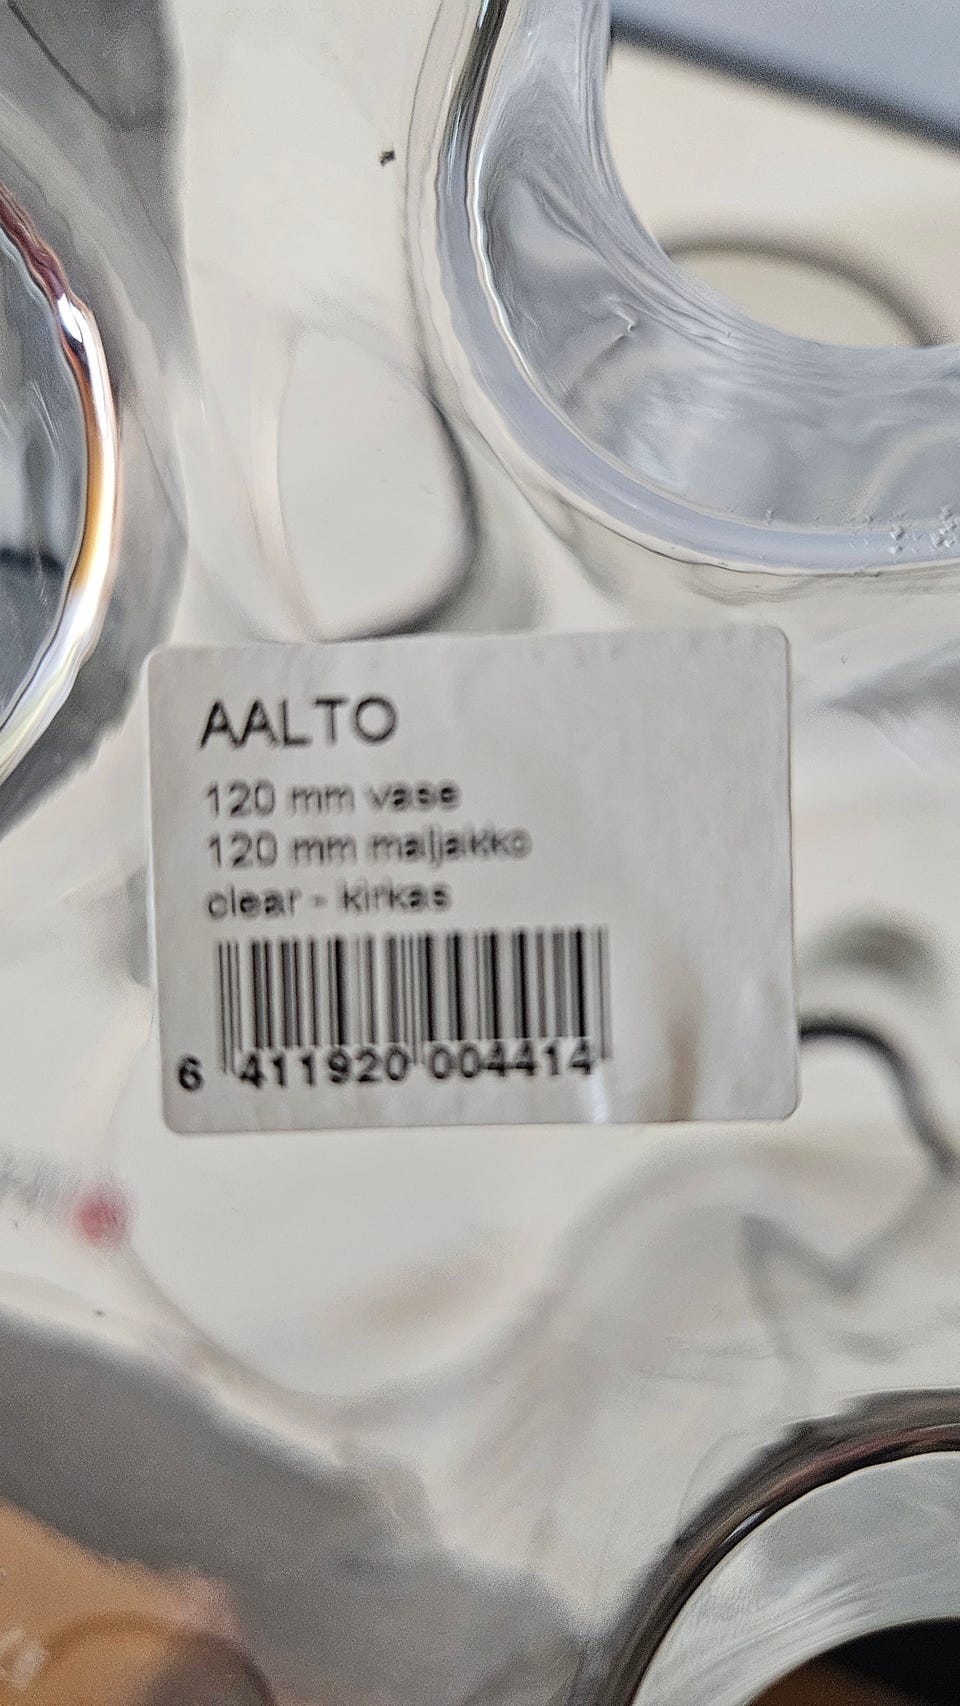 AALTO
120 mm vase
120 mm maljakko
clear - kirkas
6 411920 004414